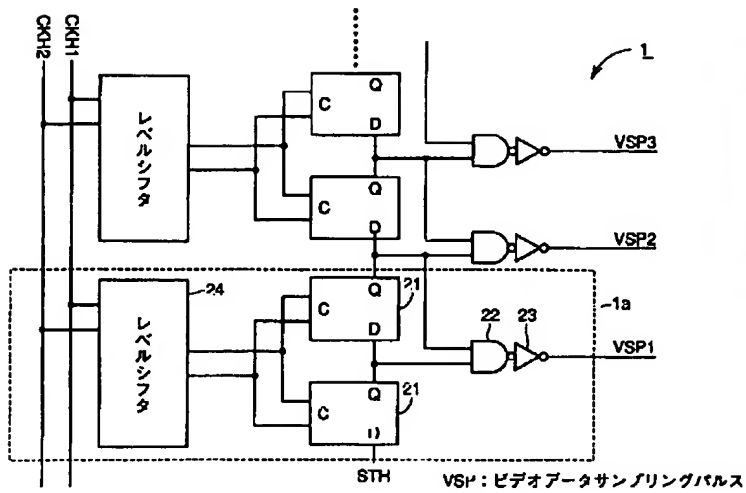 CKH2
CKH1
1
レベルシフタ
C
Q
D
C
Q
D
VSP3
VSP2
レベルシフタ
24
C
Q
D
21
C
Q
D
21
22
23
VSP1
1a
STH
VSP:ビデオデータサンプリングパルス